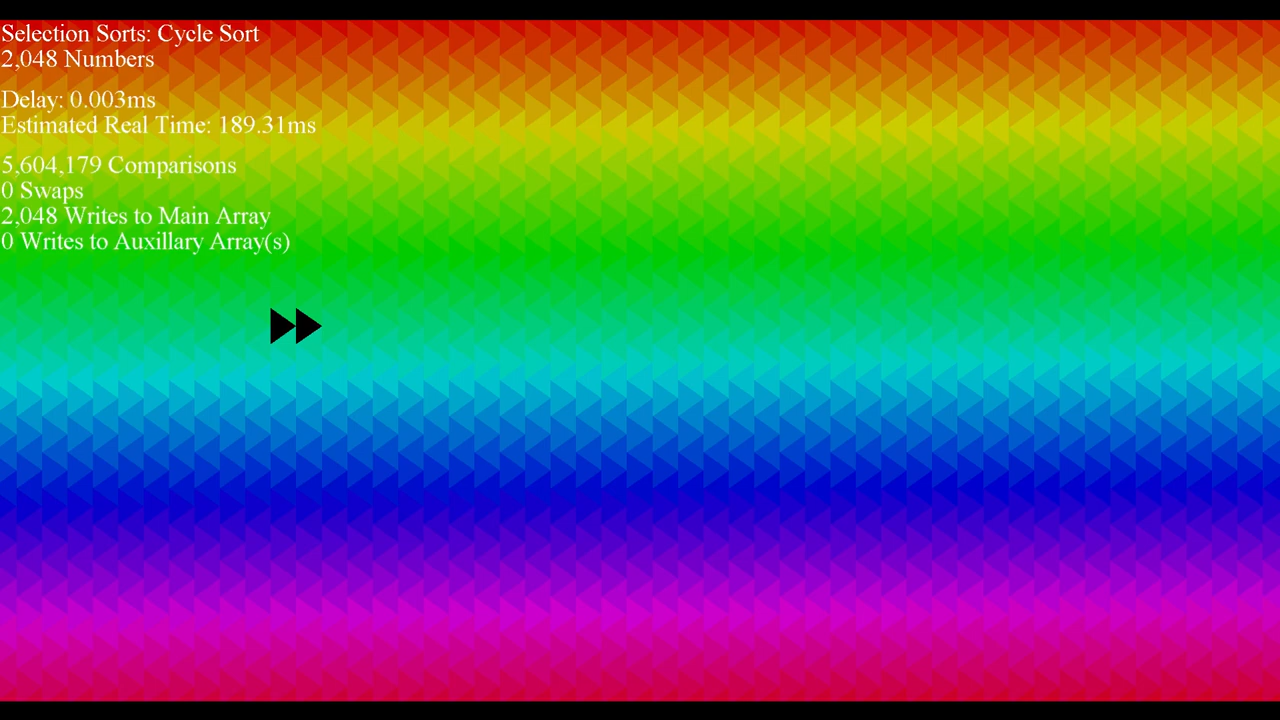 Selection Sorts: Cycle Sort
2,048 Numbers
Delay: 0.003ms
Estimated Real Time: 189.31ms
5,604,179 Comparisons
0 Swaps
2,048 Writes to Main Array
0 Writes to Auxillary Array(s)